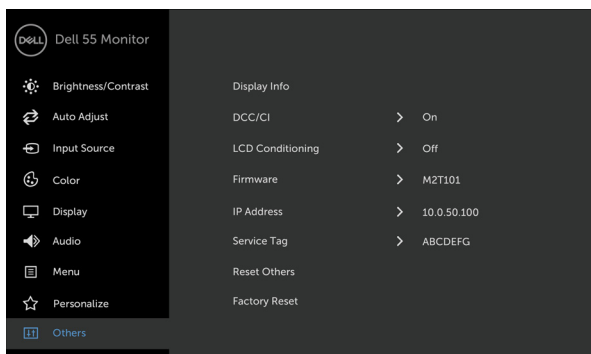 DELL Dell 55 Monitor
Brightness/Contrast
Auto Adjust
Input Source
Color
Display
Audio
Menu
Personalize
Others
Display Info
DCC/CI > On
LCD Conditioning > Off
Firmware > M2T101
IP Address > 10.0.50.100
Service Tag > ABCDEFG
Reset Others
Factory Reset